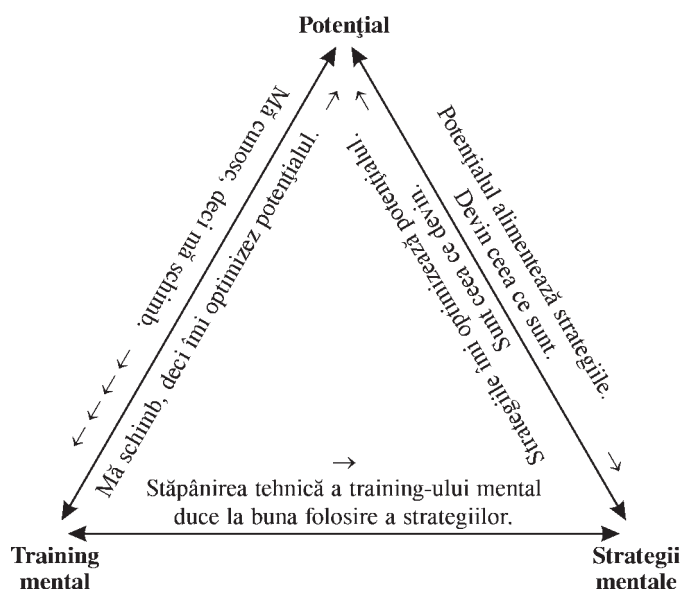 Potenţial
Mă cunosc, deci mă schimb.
Mă schimb, deci îmi optimizez potenţialul.
Potenţialul alimentează strategiile.
Devin ceea ce sunt.
Sunt ceea ce devin.
Strategiile îmi optimizează potenţialul.
Stăpânirea tehnică a training-ului mental
duce la buna folosire a strategiilor.
Training
mental
Strategii
mentale